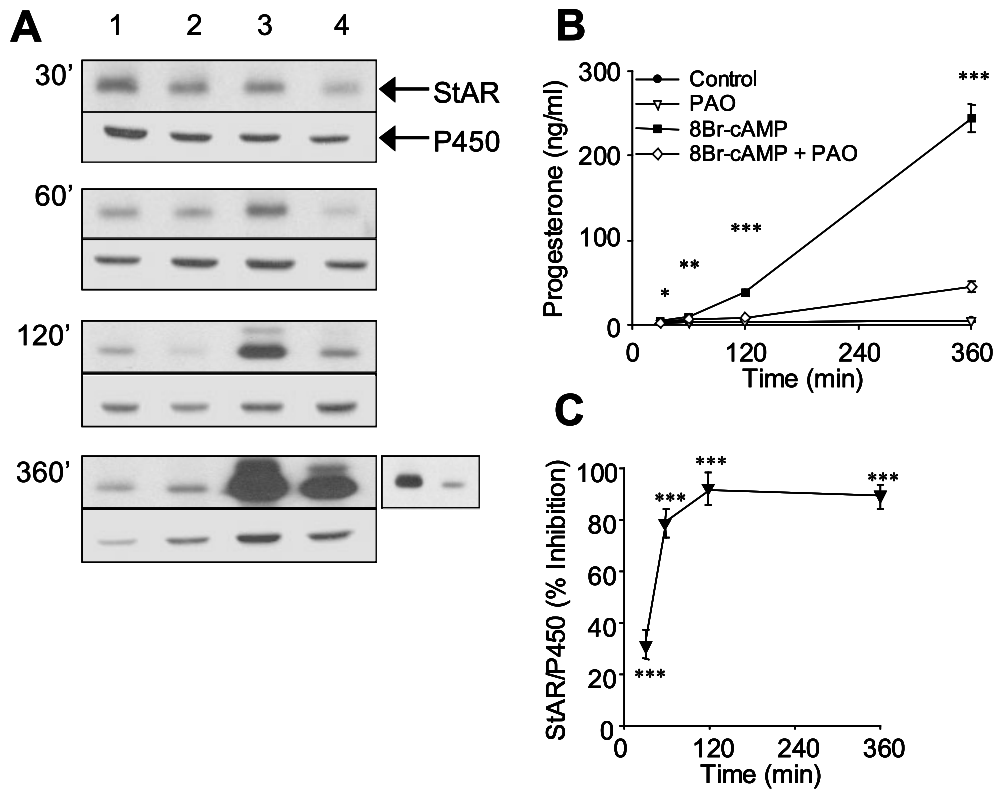 A
1 2 3 4
30’
StAR
P450
60’
120’
360’
B
Progesterone (ng/ml)
300
200
100
0
Control
PAO
8Br-cAMP
8Br-cAMP + PAO
*
**
***
***
0 120 240 360
Time (min)
C
StAR/P450 (% Inhibition)
100
80
60
40
20
0
***
***
***
***
0 120 240 360
Time (min)